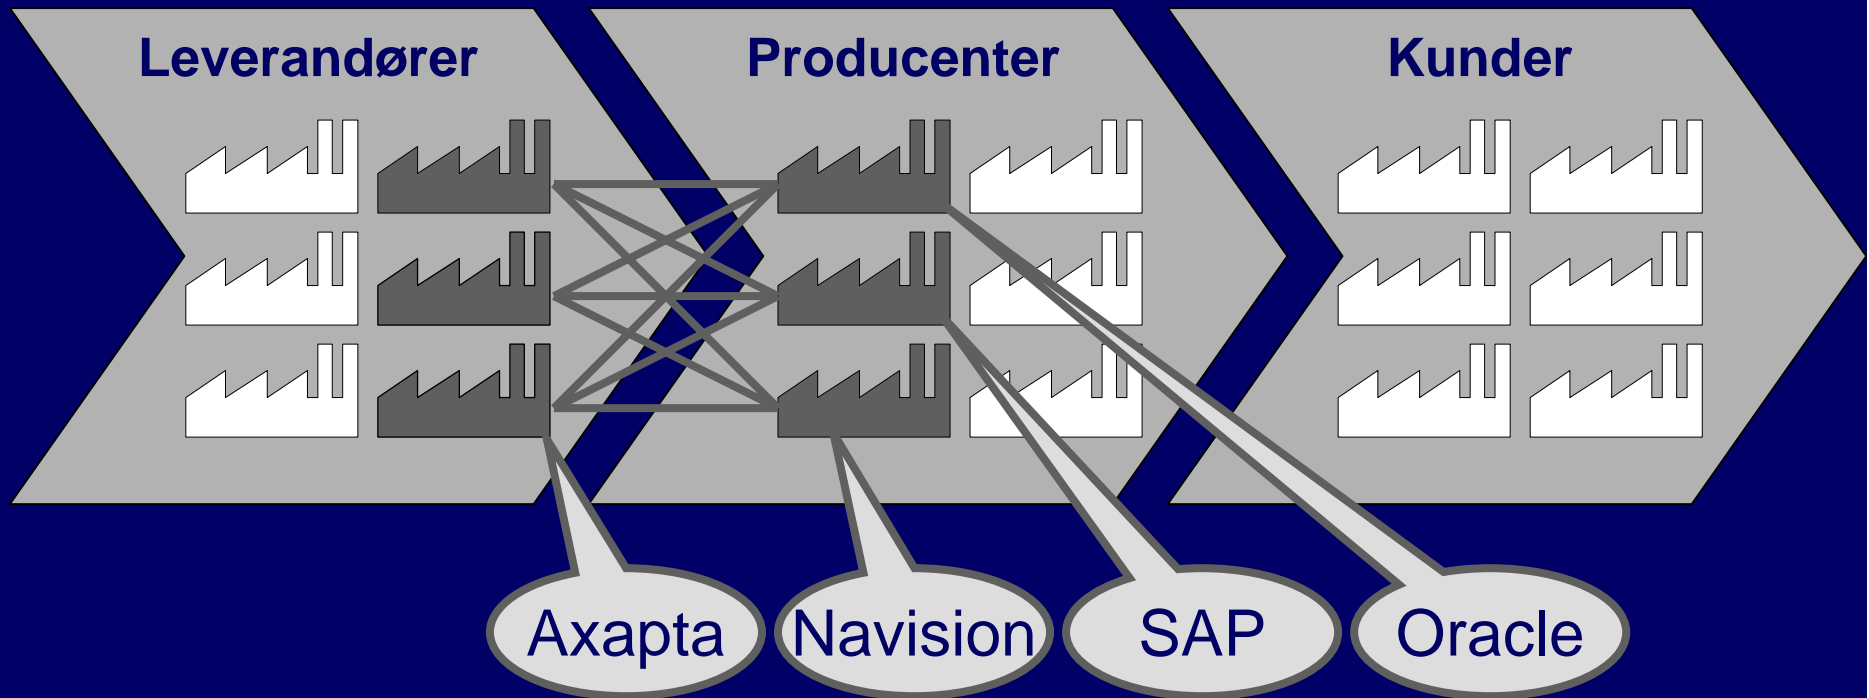 Leverandører
Producenter
Kunder
Axapta
Navision
SAP
Oracle